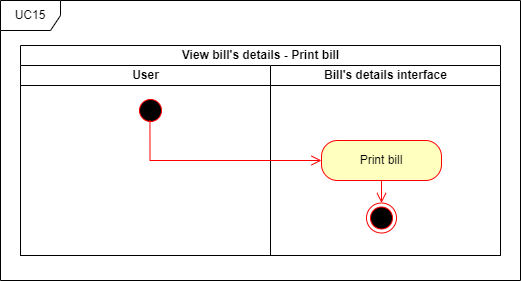 UC15
View bill's details - Print bill
User
Bill's details interface
Print bill